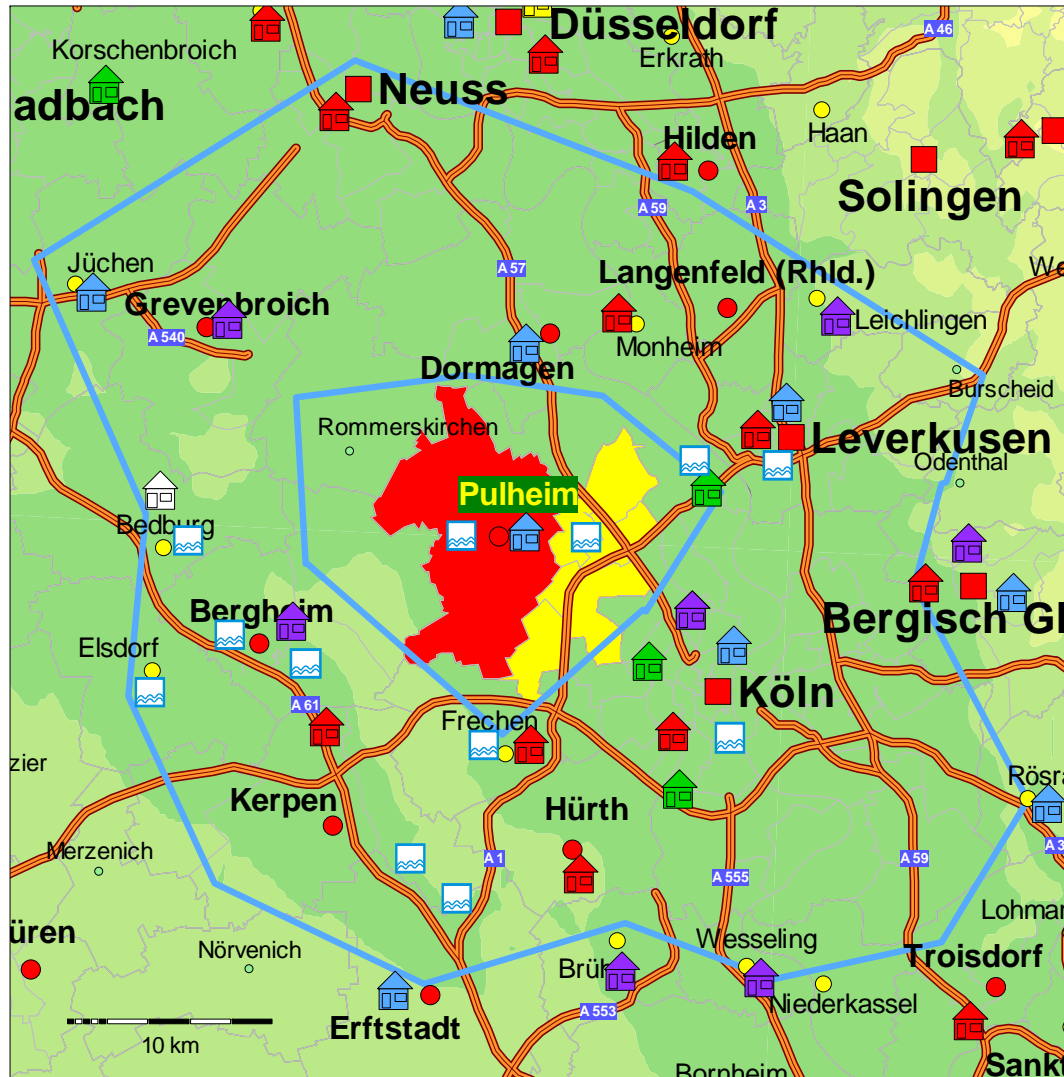 Düsseldorf
A 46
Korschenbroich
Erkrath
adbach
Neuss
Haan
Hilden
Solingen
A 59
A 3
Jüchen
A 57
We
Langenfeld (Rhld.)
Grevenbroich
Leichlingen
A 540
Monheim
Dormagen
Burscheid
Rommerskirchen
Leverkusen
Odenthal
Pulheim
Bedburg
Bergheim
Bergisch Gl
Elsdorf
Köln
A 61
Frechen
zier
Rösra
Kerpen
Hürth
A 3
Merzenich
A 1
A 59
A 555
Lohmar
üren
Nörvenich
Wesseling
Troisdorf
Brüh
Niederkassel
A 553
Erftstadt
10 km
Bornheim
Sankt